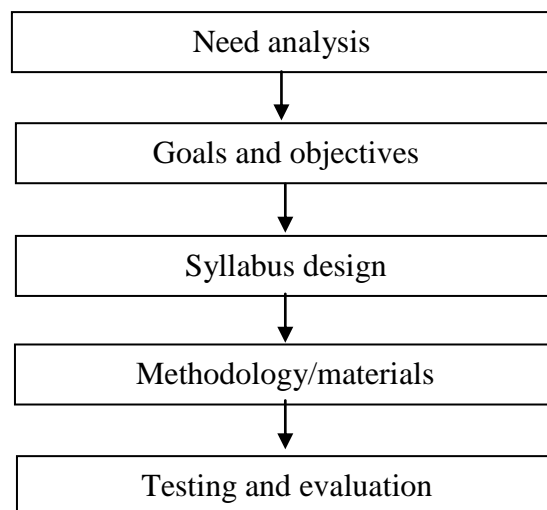 Need analysis
Goals and objectives
Syllabus design
Methodology/materials
Testing and evaluation